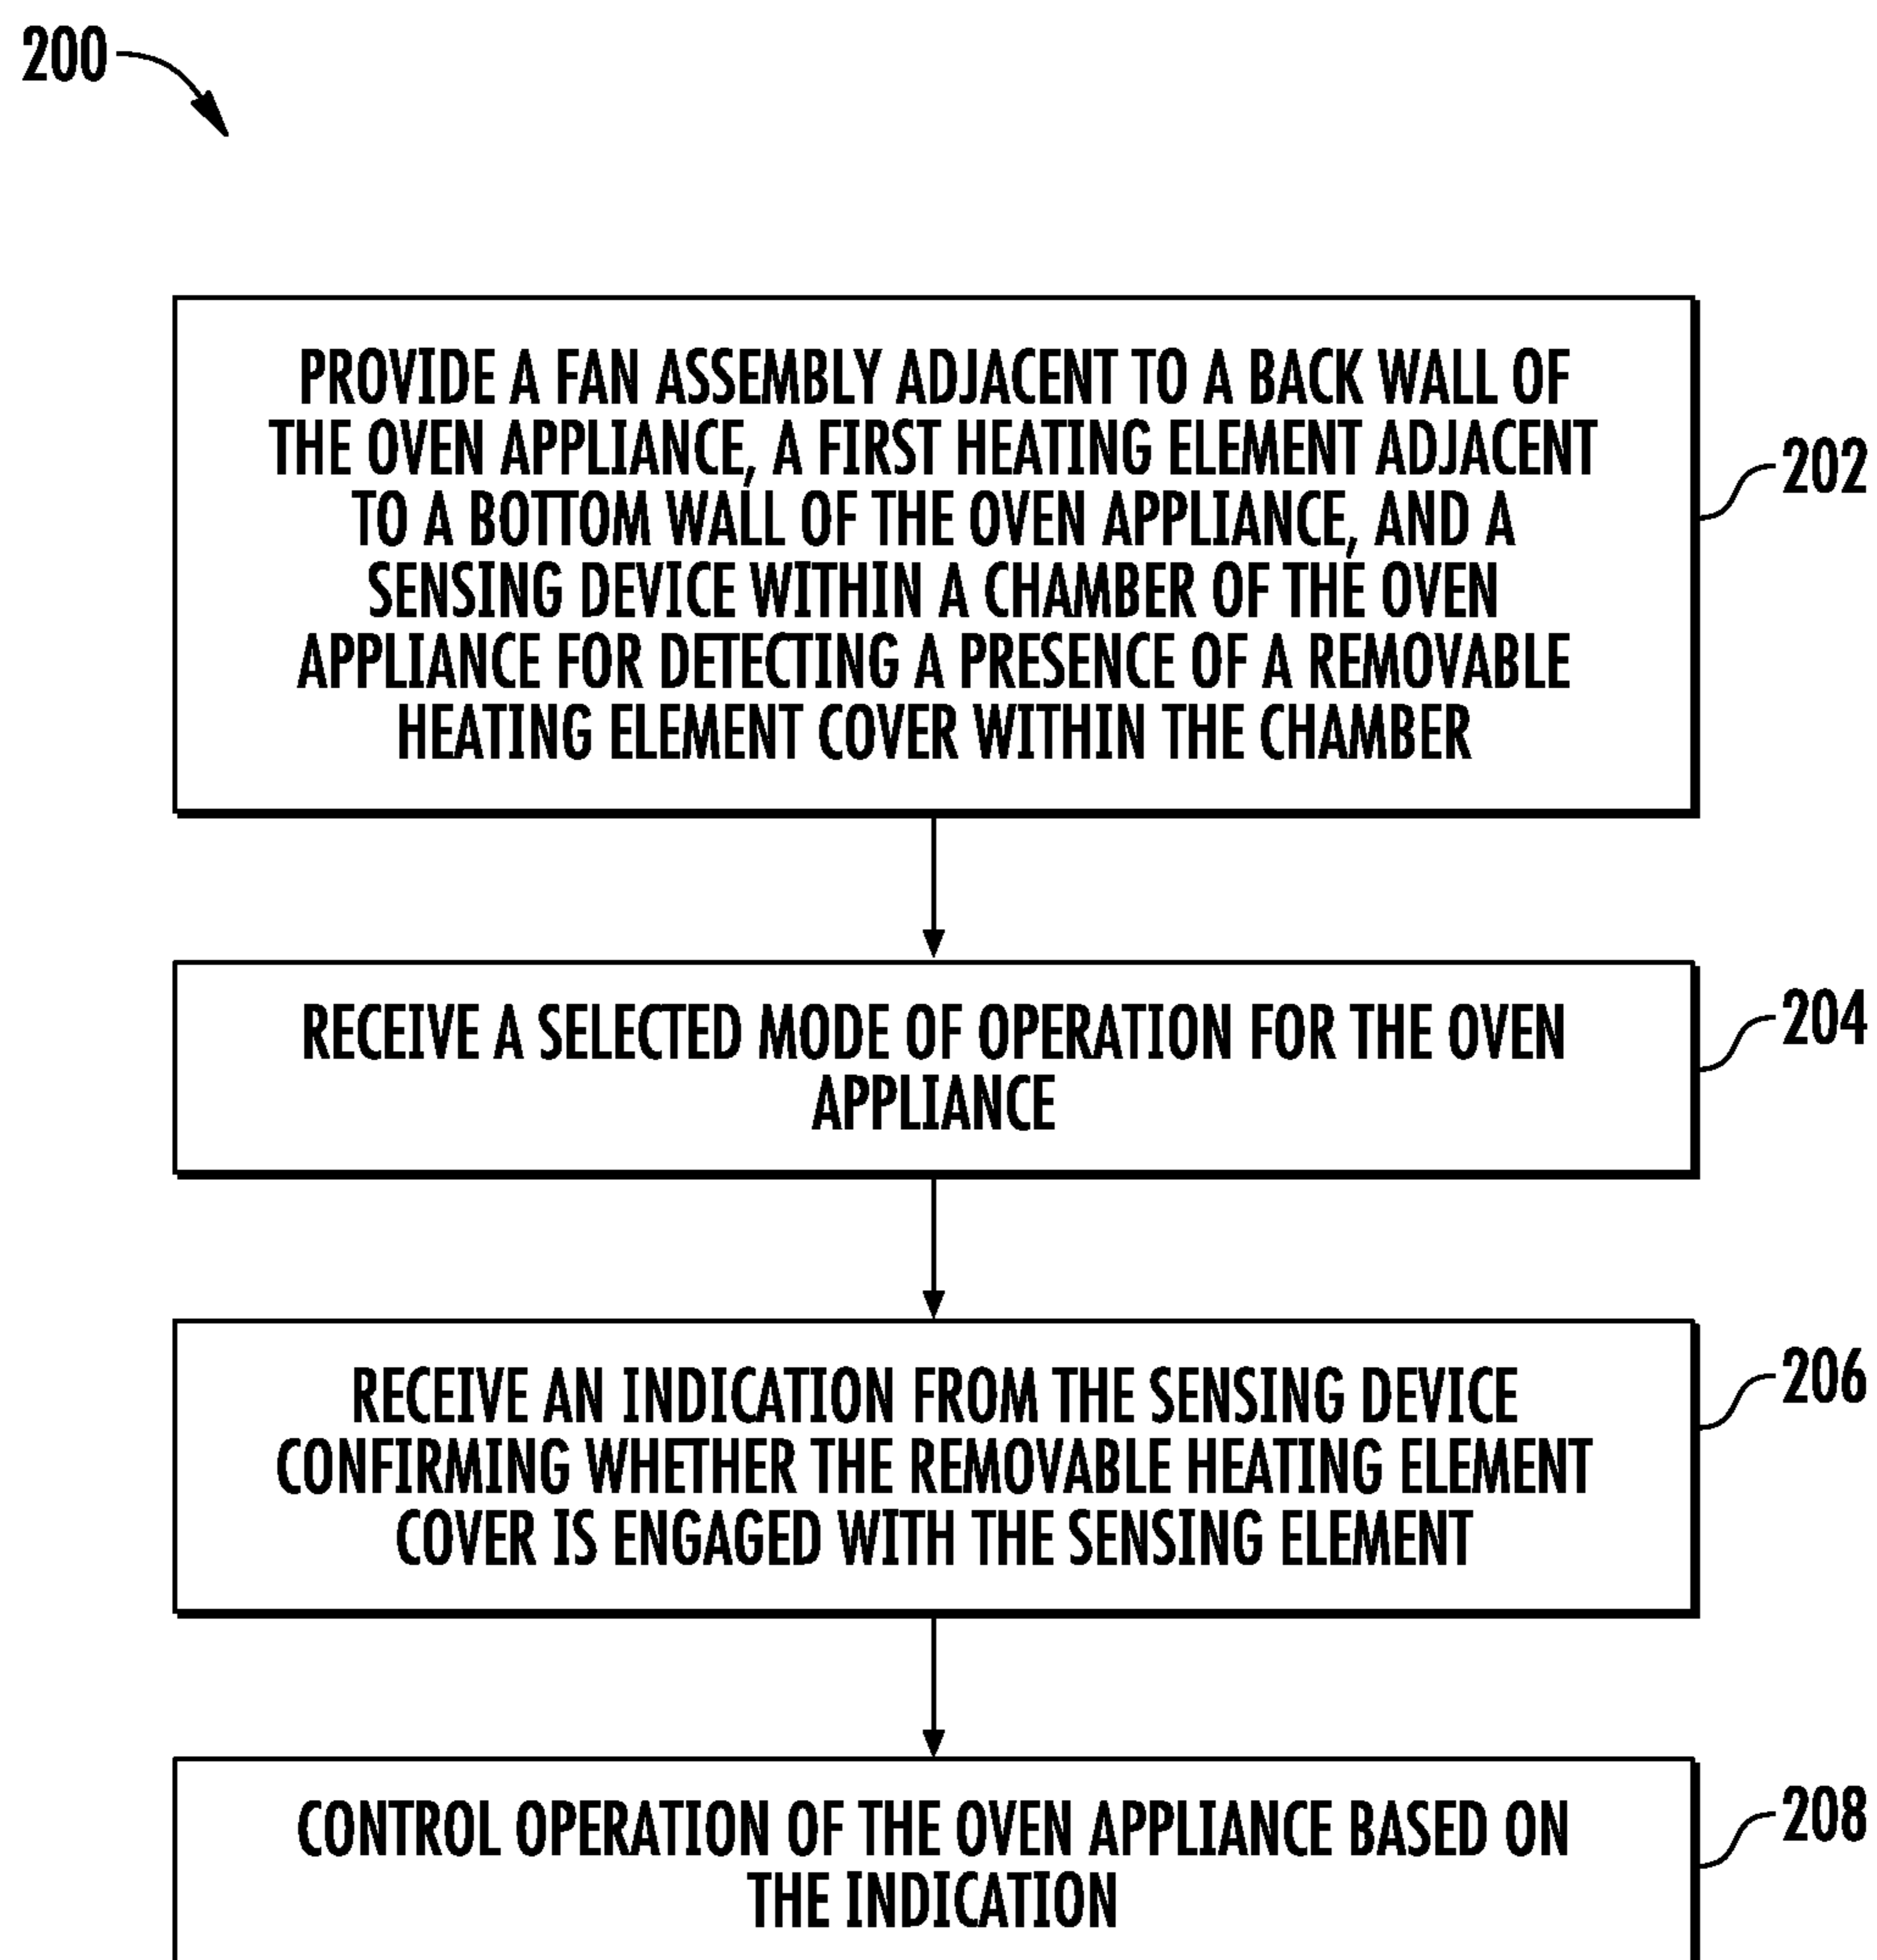 200
PROVIDE A FAN ASSEMBLY ADJACENT TO A BACK WALL OF
THE OVEN APPLIANCE, A FIRST HEATING ELEMENT ADJACENT
TO A BOTTOM WALL OF THE OVEN APPLIANCE, AND A
SENSING DEVICE WITHIN A CHAMBER OF THE OVEN
APPLIANCE FOR DETECTING A PRESENCE OF A REMOVABLE
HEATING ELEMENT COVER WITHIN THE CHAMBER
202
RECEIVE A SELECTED MODE OF OPERATION FOR THE OVEN
APPLIANCE
204
RECEIVE AN INDICATION FROM THE SENSING DEVICE
CONFIRMING WHETHER THE REMOVABLE HEATING ELEMENT
COVER IS ENGAGED WITH THE SENSING ELEMENT
206
CONTROL OPERATION OF THE OVEN APPLIANCE BASED ON
THE INDICATION
208